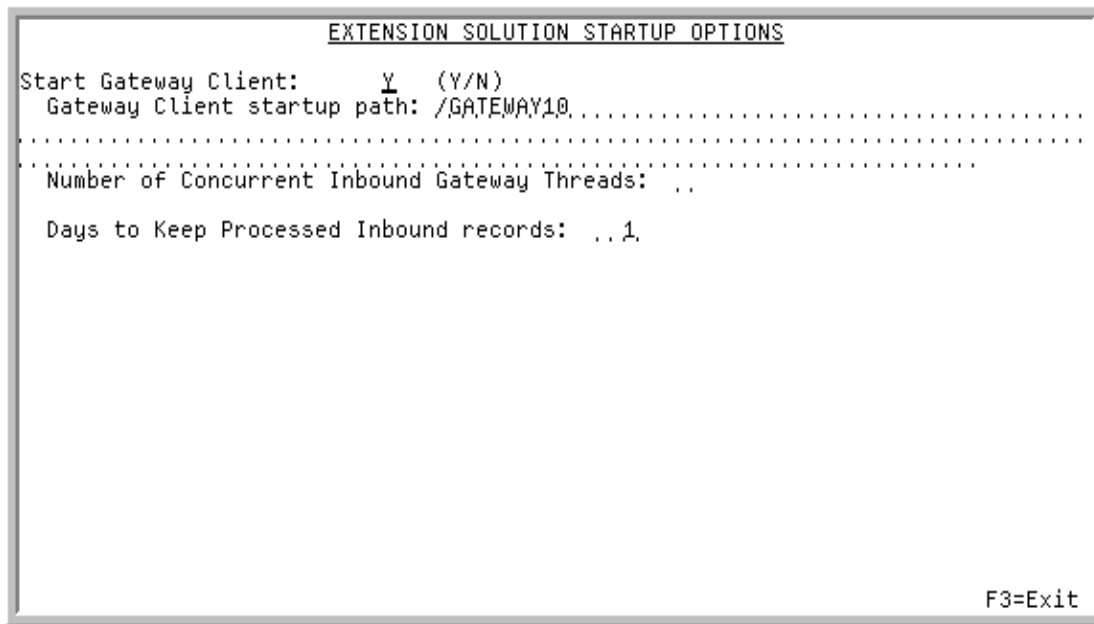 EXTENSION SOLUTION STARTUP OPTIONS
Start Gateway Client: Y (Y/N)
Gateway Client startup path: /GATEWAY10
Number of Concurrent Inbound Gateway Threads:
Days to Keep Processed Inbound records: 1
F3=Exit